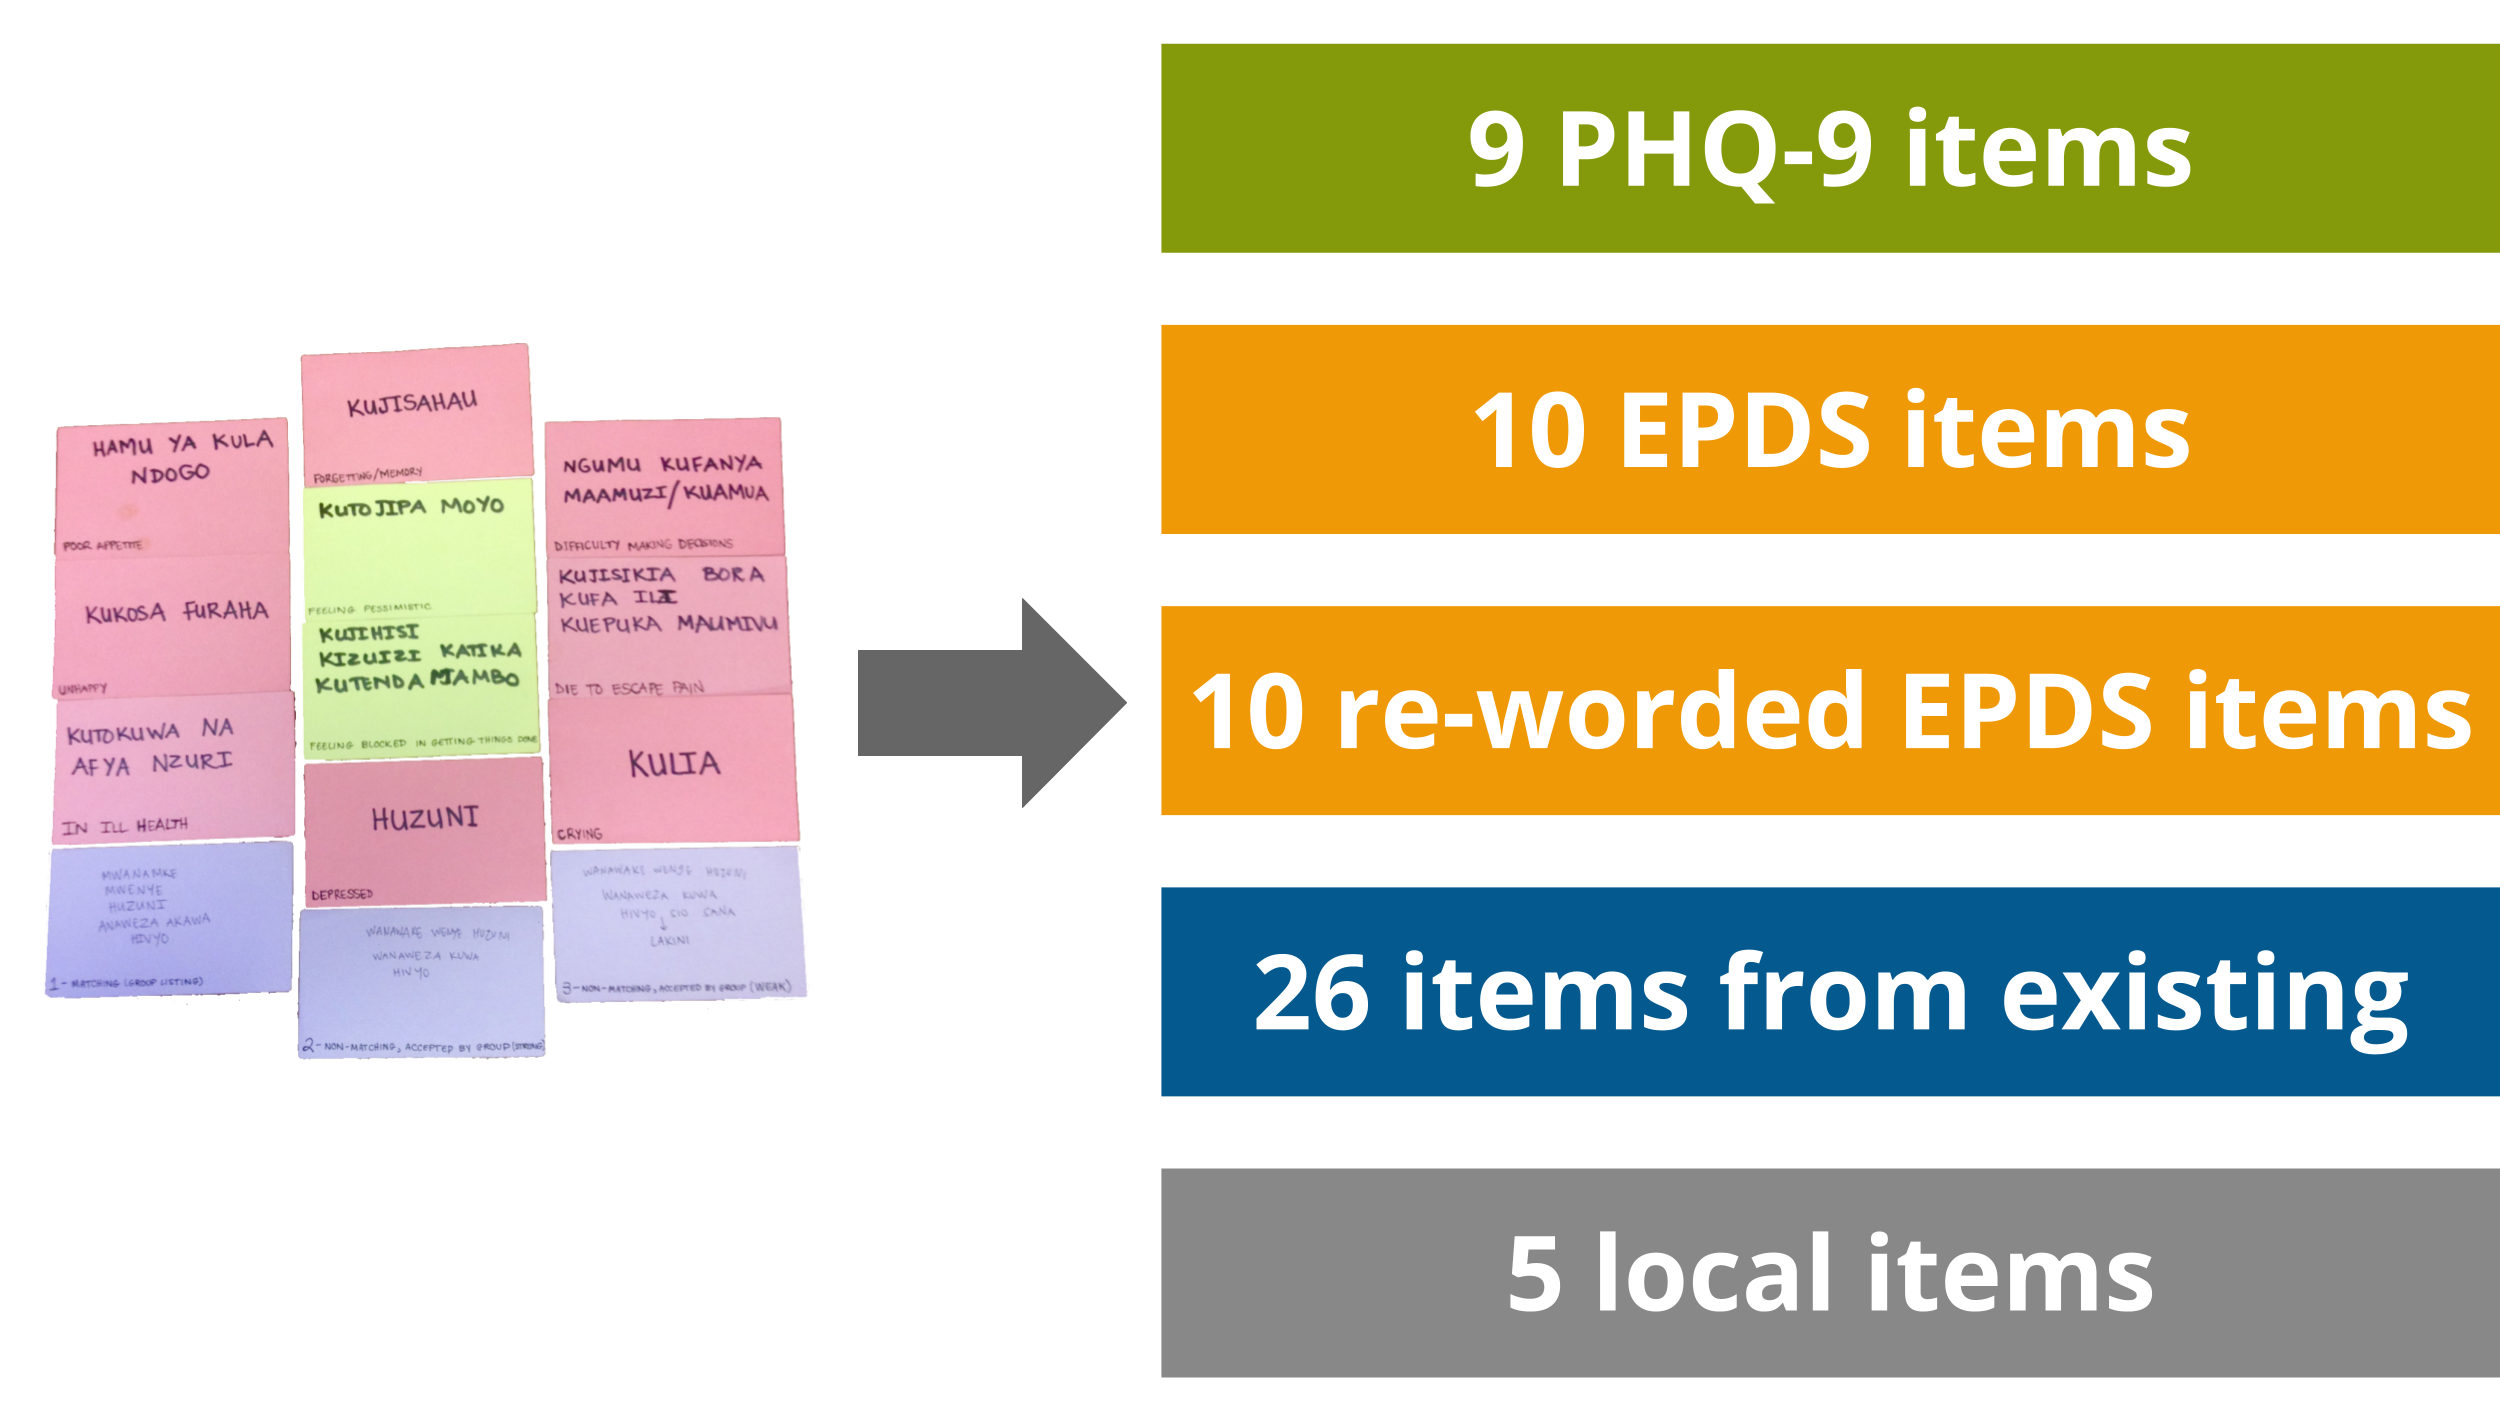 HAMU YA KULA
NDOGO
POOR APPETITE
KUKOSA FURAHA
UNHAPPY
KUTOKUWA NA
AFYA NZURI
IN ILL HEALTH
MWANAMKE
MWENYE
HUZUNI
ANAWEZA AKAWA
HIVYO
1 - MATCHING (GROUP LISTING)
KUJISAHAU
FORGETTING/MEMORY
KUTOJIPA MOYO
FEELING PESSIMISTIC
KUJIHISI
KIZUIZI KATIKA
KUTENDA MAMBO
FEELING BLOCKED IN GETTING THINGS DONE
HUZUNI
DEPRESSED
WANAWAKE WENYE HUZUNI
WANAWEZA KUWA
HIVYO
2 - NON-MATCHING, ACCEPTED BY GROUP (STRONG)
NGUMU KUFANYA
MAAMUZI/KUAMUA
DIFFICULTY MAKING DECISIONS
KUJISIKIA BORA
KUFA ILI
KUEPUKA MAUMIVU
DIE TO ESCAPE PAIN
KULIA
CRYING
WANAWAKE WENYE HUZUNI
WANAWEZA KUWA
HIVYO, SIO SANA
↓
LAKINI
3 - NON-MATCHING, ACCEPTED BY GROUP (WEAK)
9 PHQ-9 items
10 EPDS items
10 re-worded EPDS items
26 items from existing
5 local items